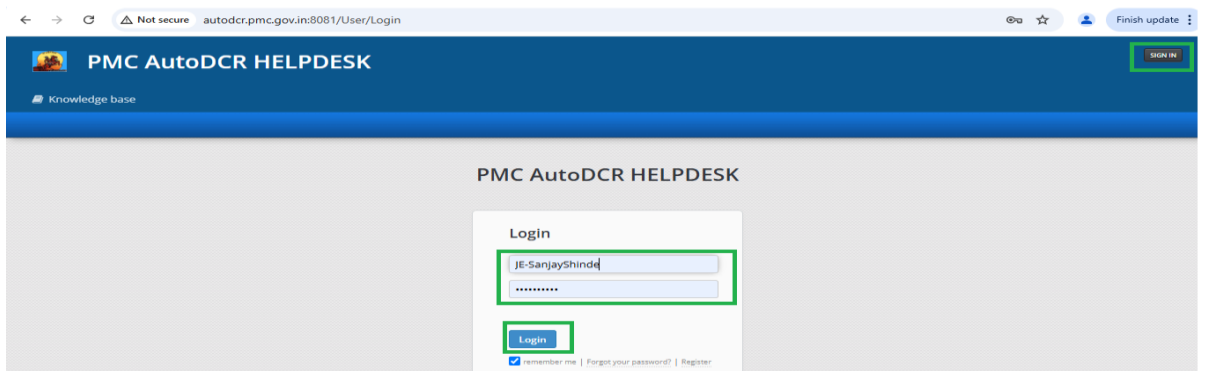 Not secure autodcr.pmc.gov.in:8081/User/Login Finish update
PMC AutoDCR HELPDESK SIGN IN
Knowledge base
PMC AutoDCR HELPDESK
Login
JE-SanjayShinde
••••••••••
Login
remember me | Forgot your password? | Register